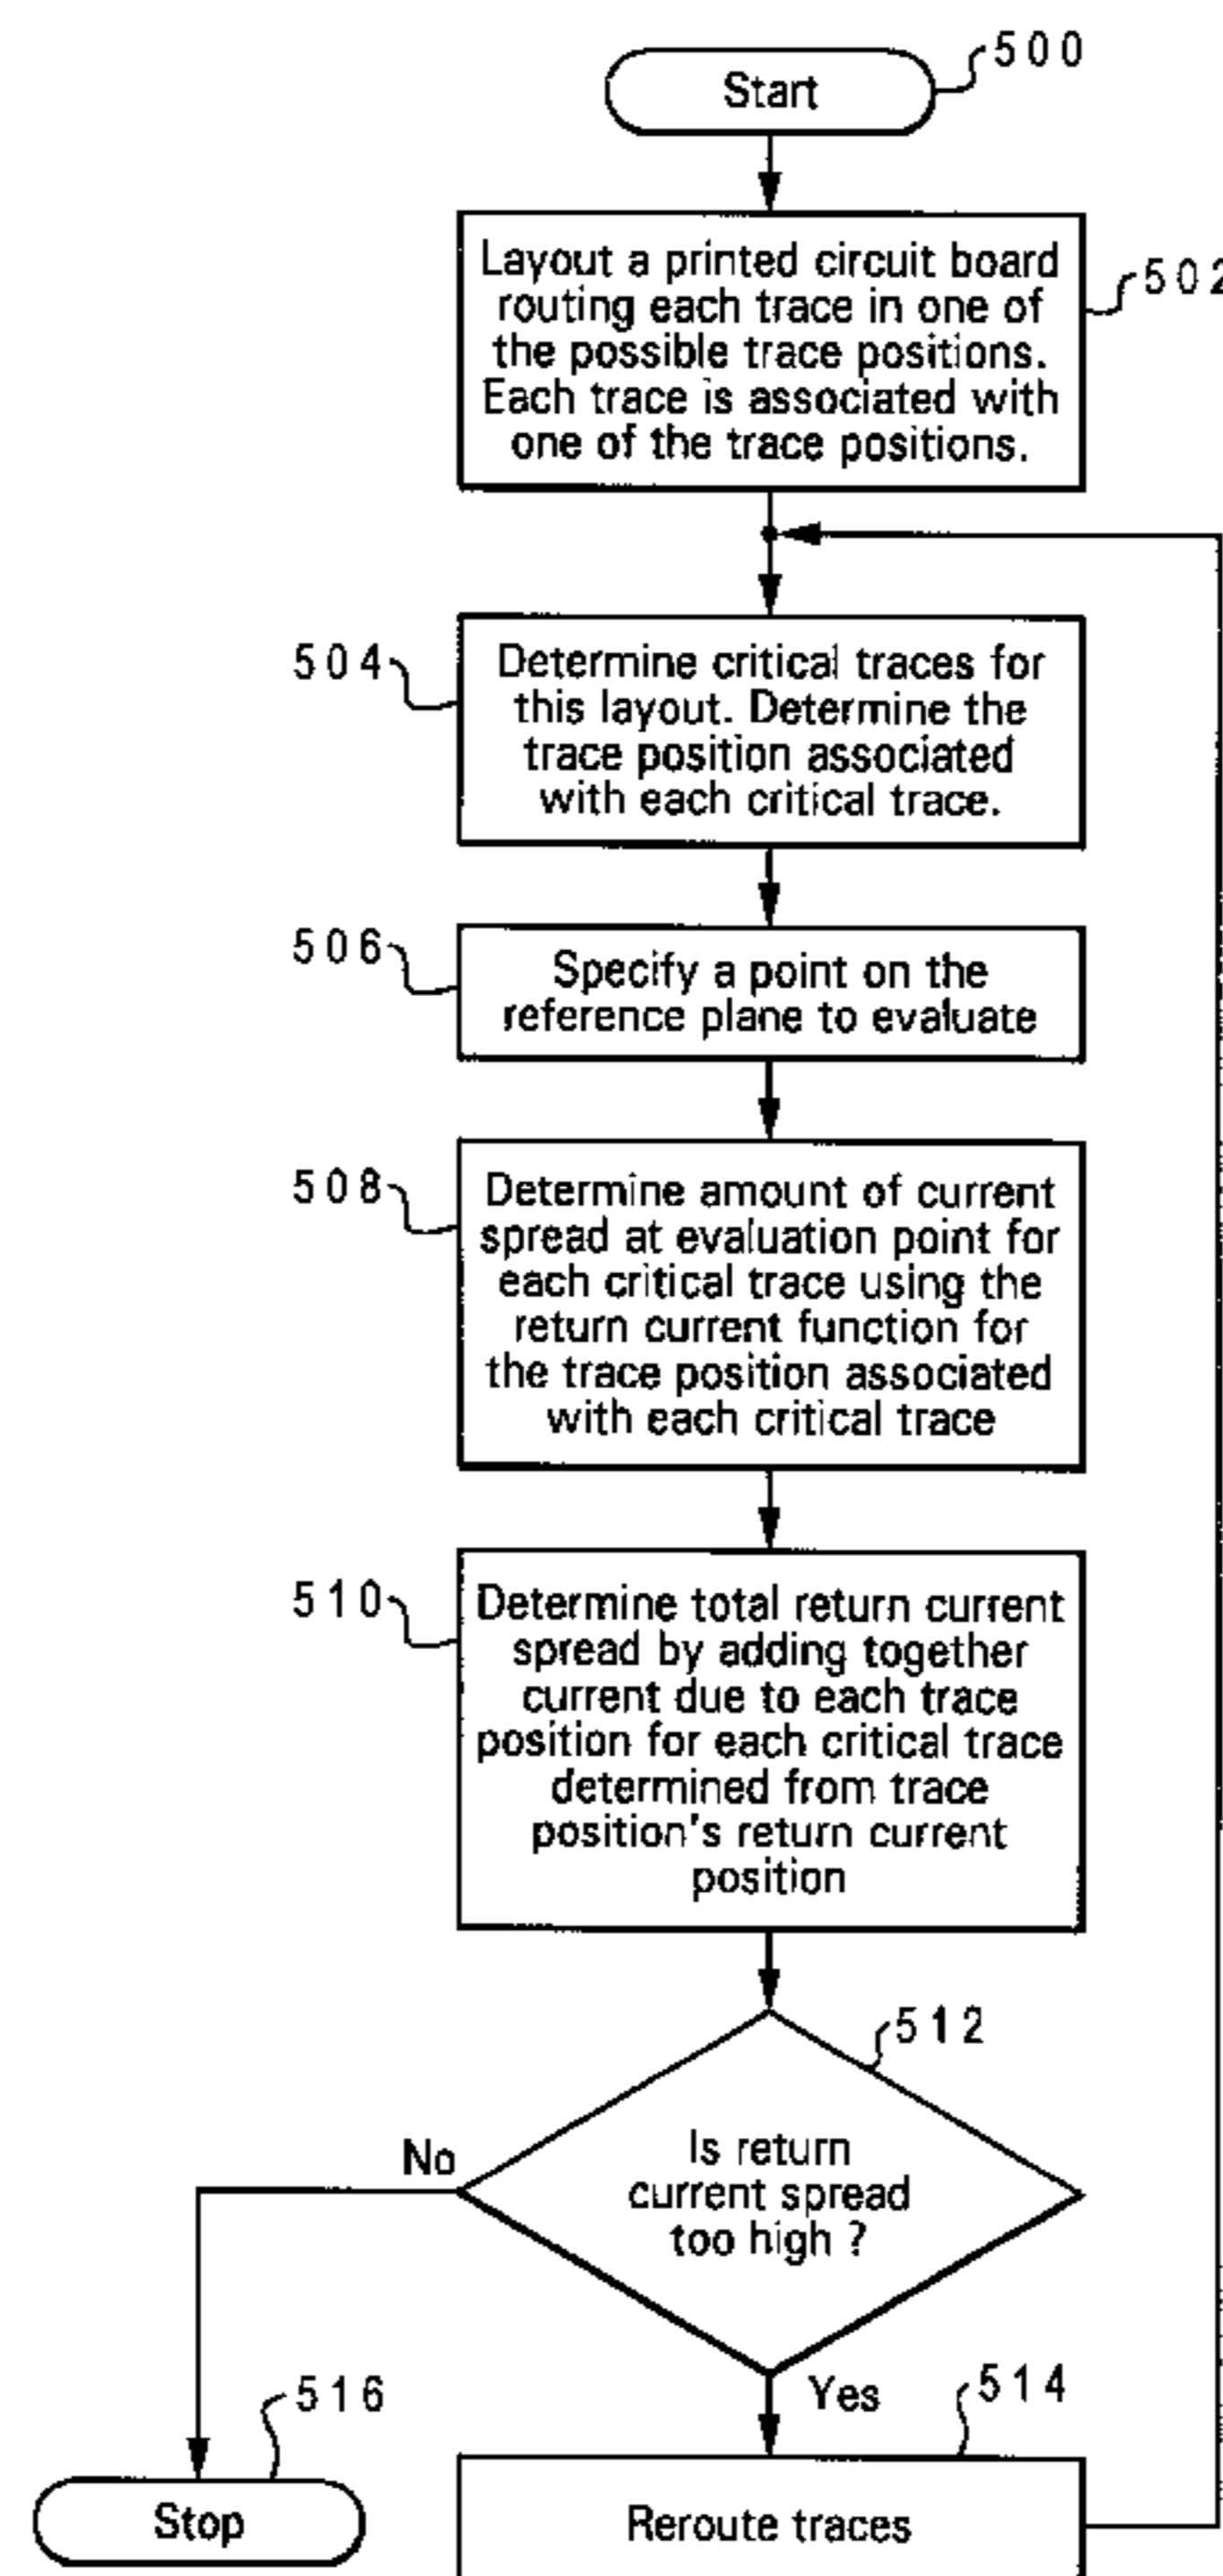 Start
500
Layout a printed circuit board
routing each trace in one of
the possible trace positions.
Each trace is associated with
one of the trace positions.
502
504
Determine critical traces for
this layout. Determine the
trace position associated
with each critical trace.
506
Specify a point on the
reference plane to evaluate
508
Determine amount of current
spread at evaluation point for
each critical trace using the
return current function for
the trace position associated
with each critical trace
510
Determine total return current
spread by adding together
current due to each trace
position for each critical trace
determined from trace
position's return current
position
512
Is return
current spread
too high ?
No
Yes
514
516
Stop
Reroute traces